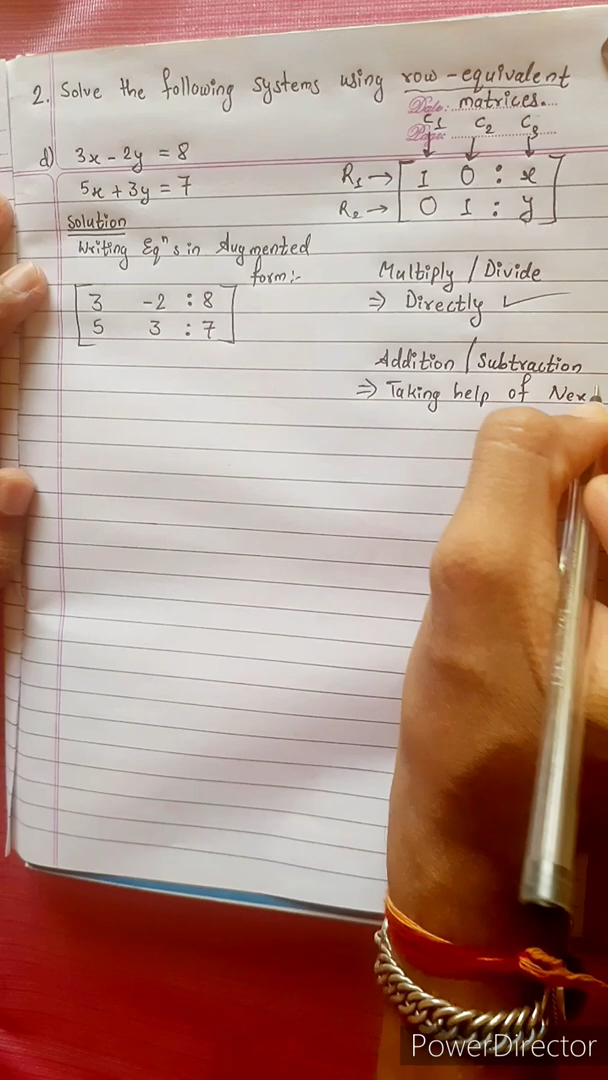 2. Solve the following systems using row-equivalent
matrices.
Date:
Page:
C1 C2 C3
d) 3x - 2y = 8
5x + 3y = 7
R1 → [ 1 0 : x ]
R2 → [ 0 1 : y ]
Solution
Writing Eqⁿs in Augmented
form:-
[ 3 -2 : 8 ]
[ 5 3 : 7 ]
Multiply / Divide
⇒ Directly ✓
Addition / Subtraction
⇒ Taking help of Nex
PowerDirector